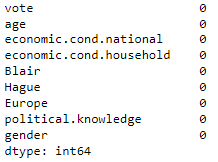 vote 0
age 0
economic.cond.national 0
economic.cond.household 0
Blair 0
Hague 0
Europe 0
political.knowledge 0
gender 0
dtype: int64